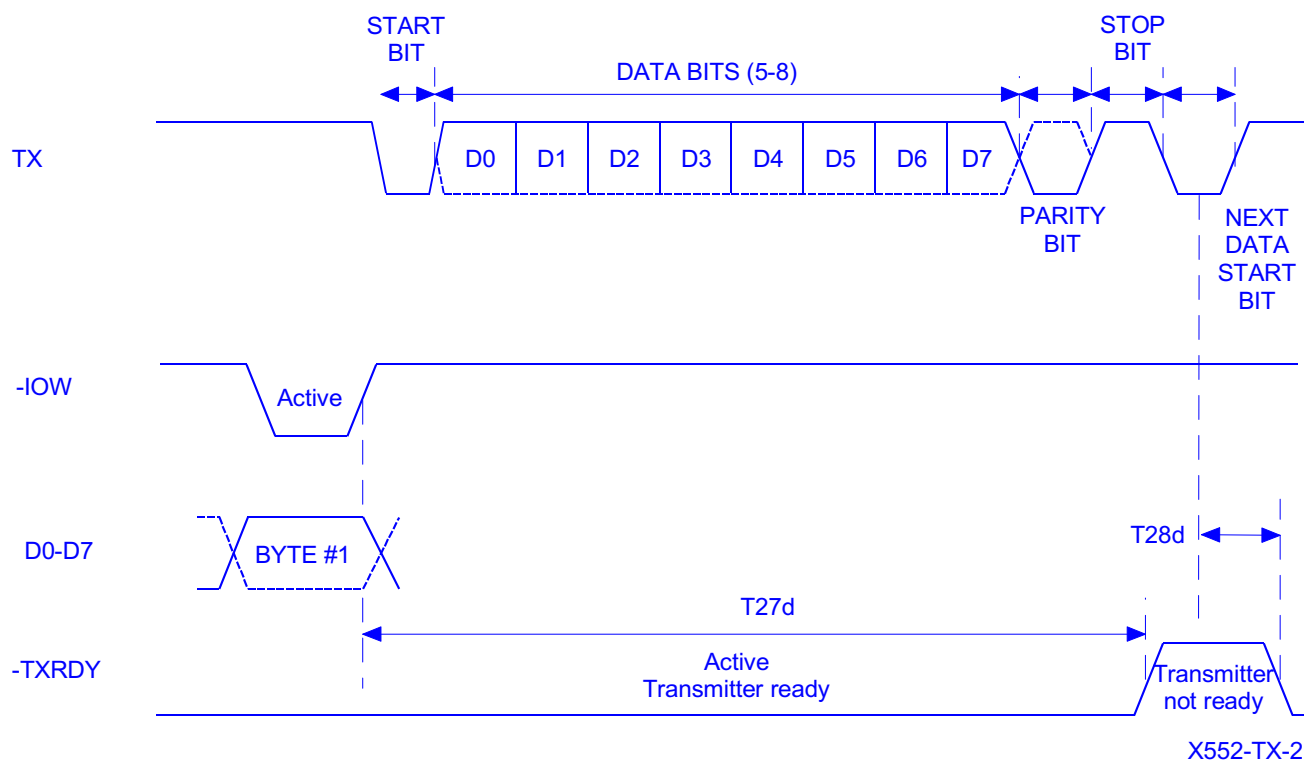 START
BIT
DATA BITS (5-8)
STOP
BIT
TX
D0
D1
D2
D3
D4
D5
D6
D7
PARITY
BIT
NEXT
DATA
START
BIT
-IOW
Active
D0-D7
BYTE #1
T28d
T27d
-TXRDY
Active
Transmitter ready
Transmitter
not ready
X552-TX-2